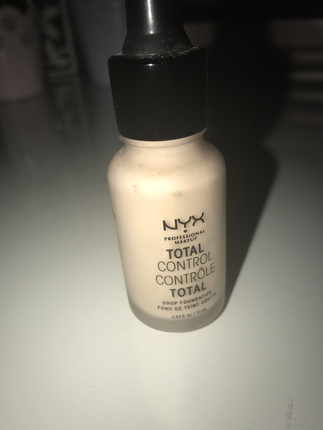 NYX
PROFESSIONAL
MAKEUP
TOTAL
CONTROL
CONTRÔLE
TOTAL
DROP FOUNDATION
FOND DE TEINT